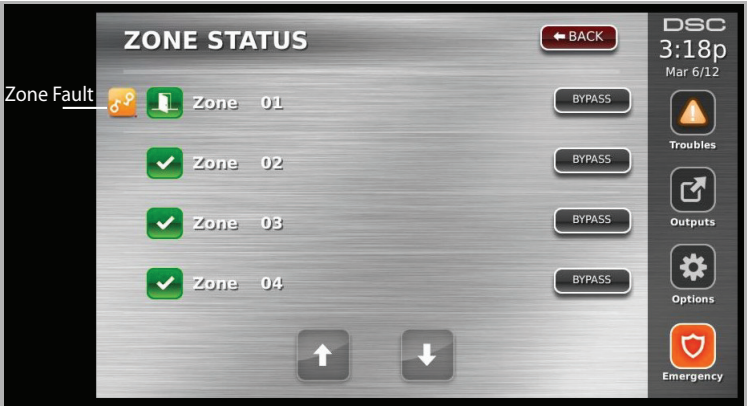 ZONE STATUS
BACK
DSC
3:18p
Mar 6/12
Zone Fault
Zone 01
BYPASS
Troubles
Zone 02
BYPASS
Outputs
Zone 03
BYPASS
Zone 04
BYPASS
Options
Emergency